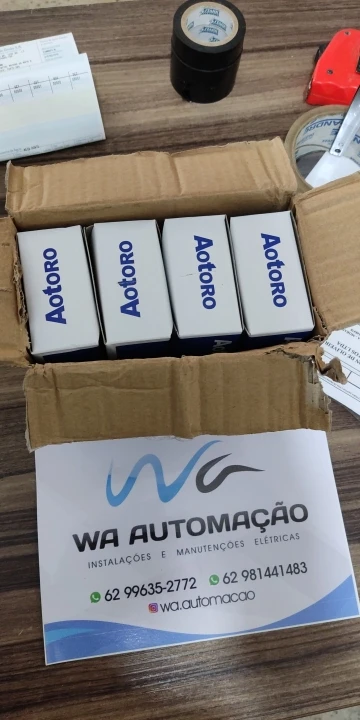 AOTORO
AOTORO
AOTORO
AOTORO
WA AUTOMAÇÃO
INSTALAÇÕES E MANUTENÇÕES ELÉTRICAS
62 99635-2772 62 981441483
wa.automacao